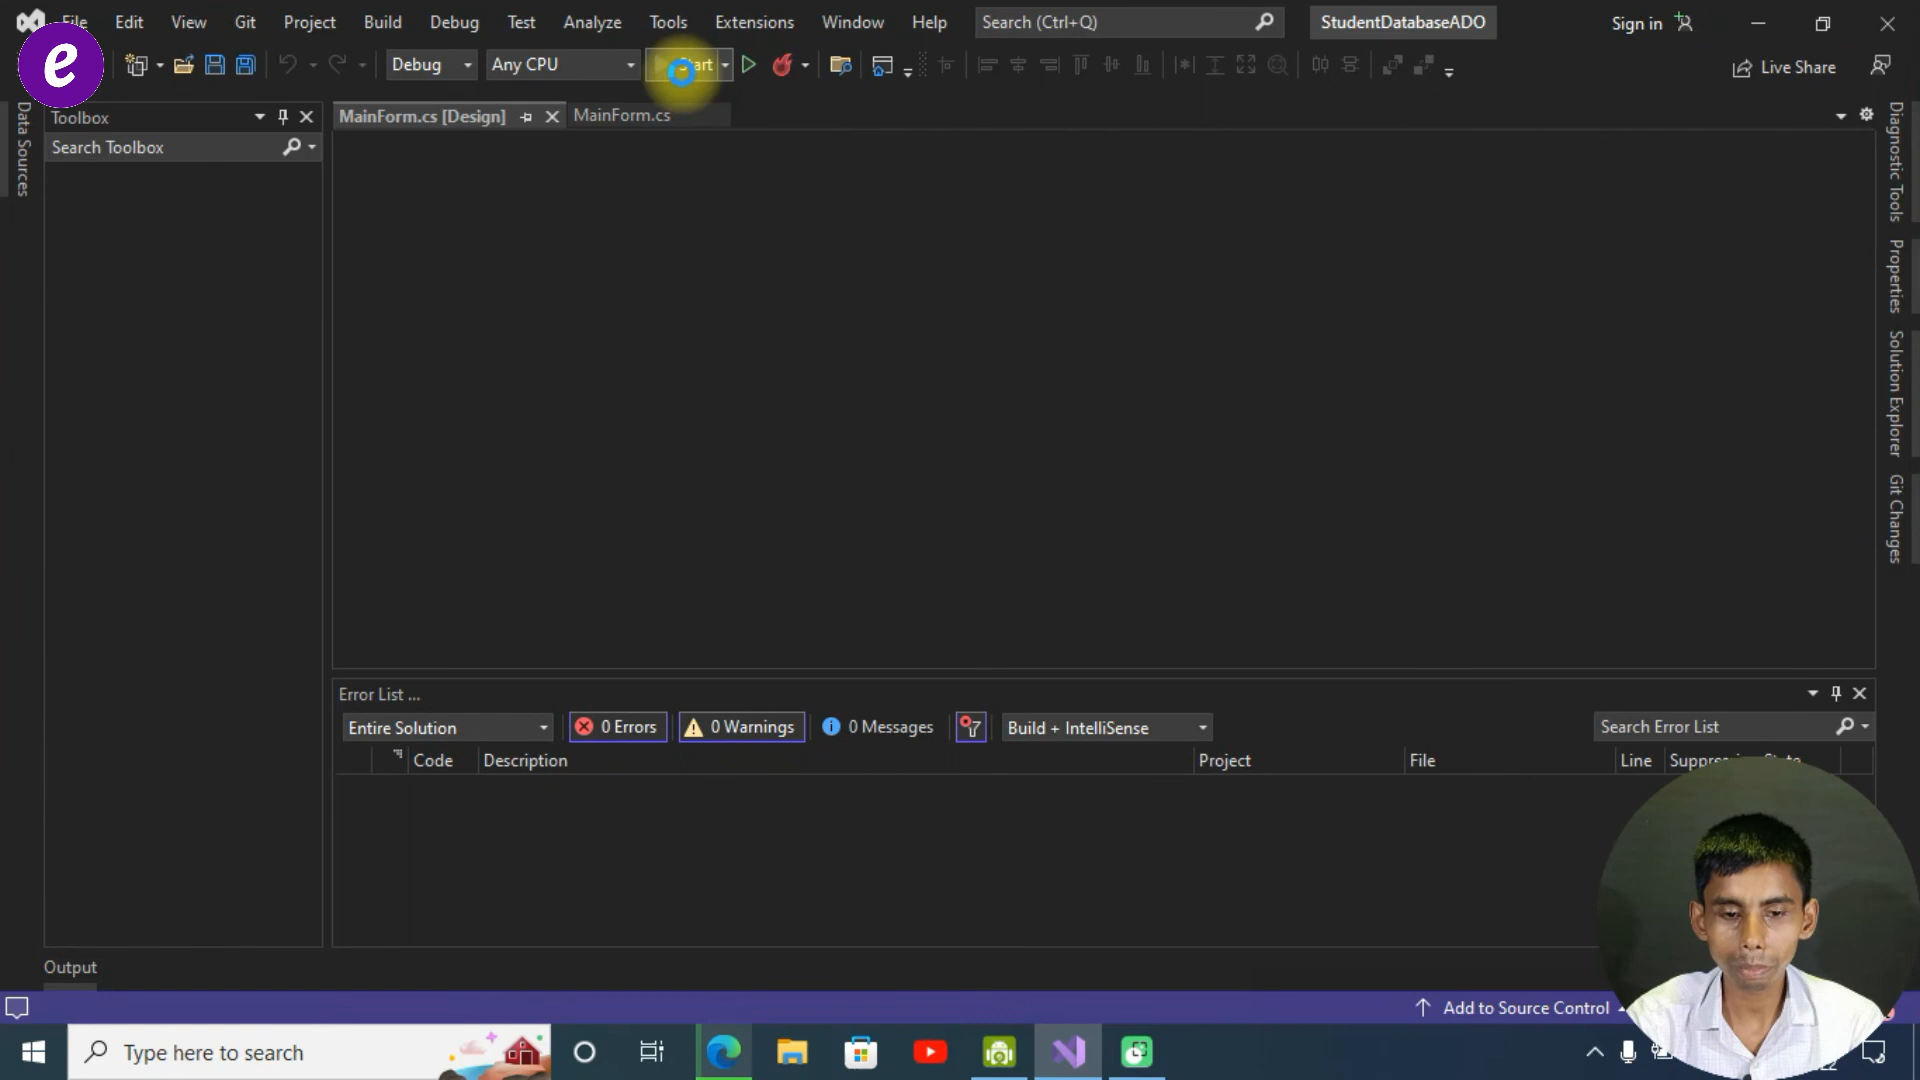 File Edit View Git Project Build Debug Test Analyze Tools Extensions Window Help Search (Ctrl+Q) StudentDatabaseADO Sign in
e
Debug Any CPU Start Live Share
Data Sources
Toolbox
Search Toolbox
MainForm.cs [Design] MainForm.cs
Diagnostic Tools
Properties
Solution Explorer
Git Changes
Error List ...
Entire Solution 0 Errors 0 Warnings 0 Messages Build + IntelliSense Search Error List
Code Description Project File Line
Output
Add to Source Control
Type here to search